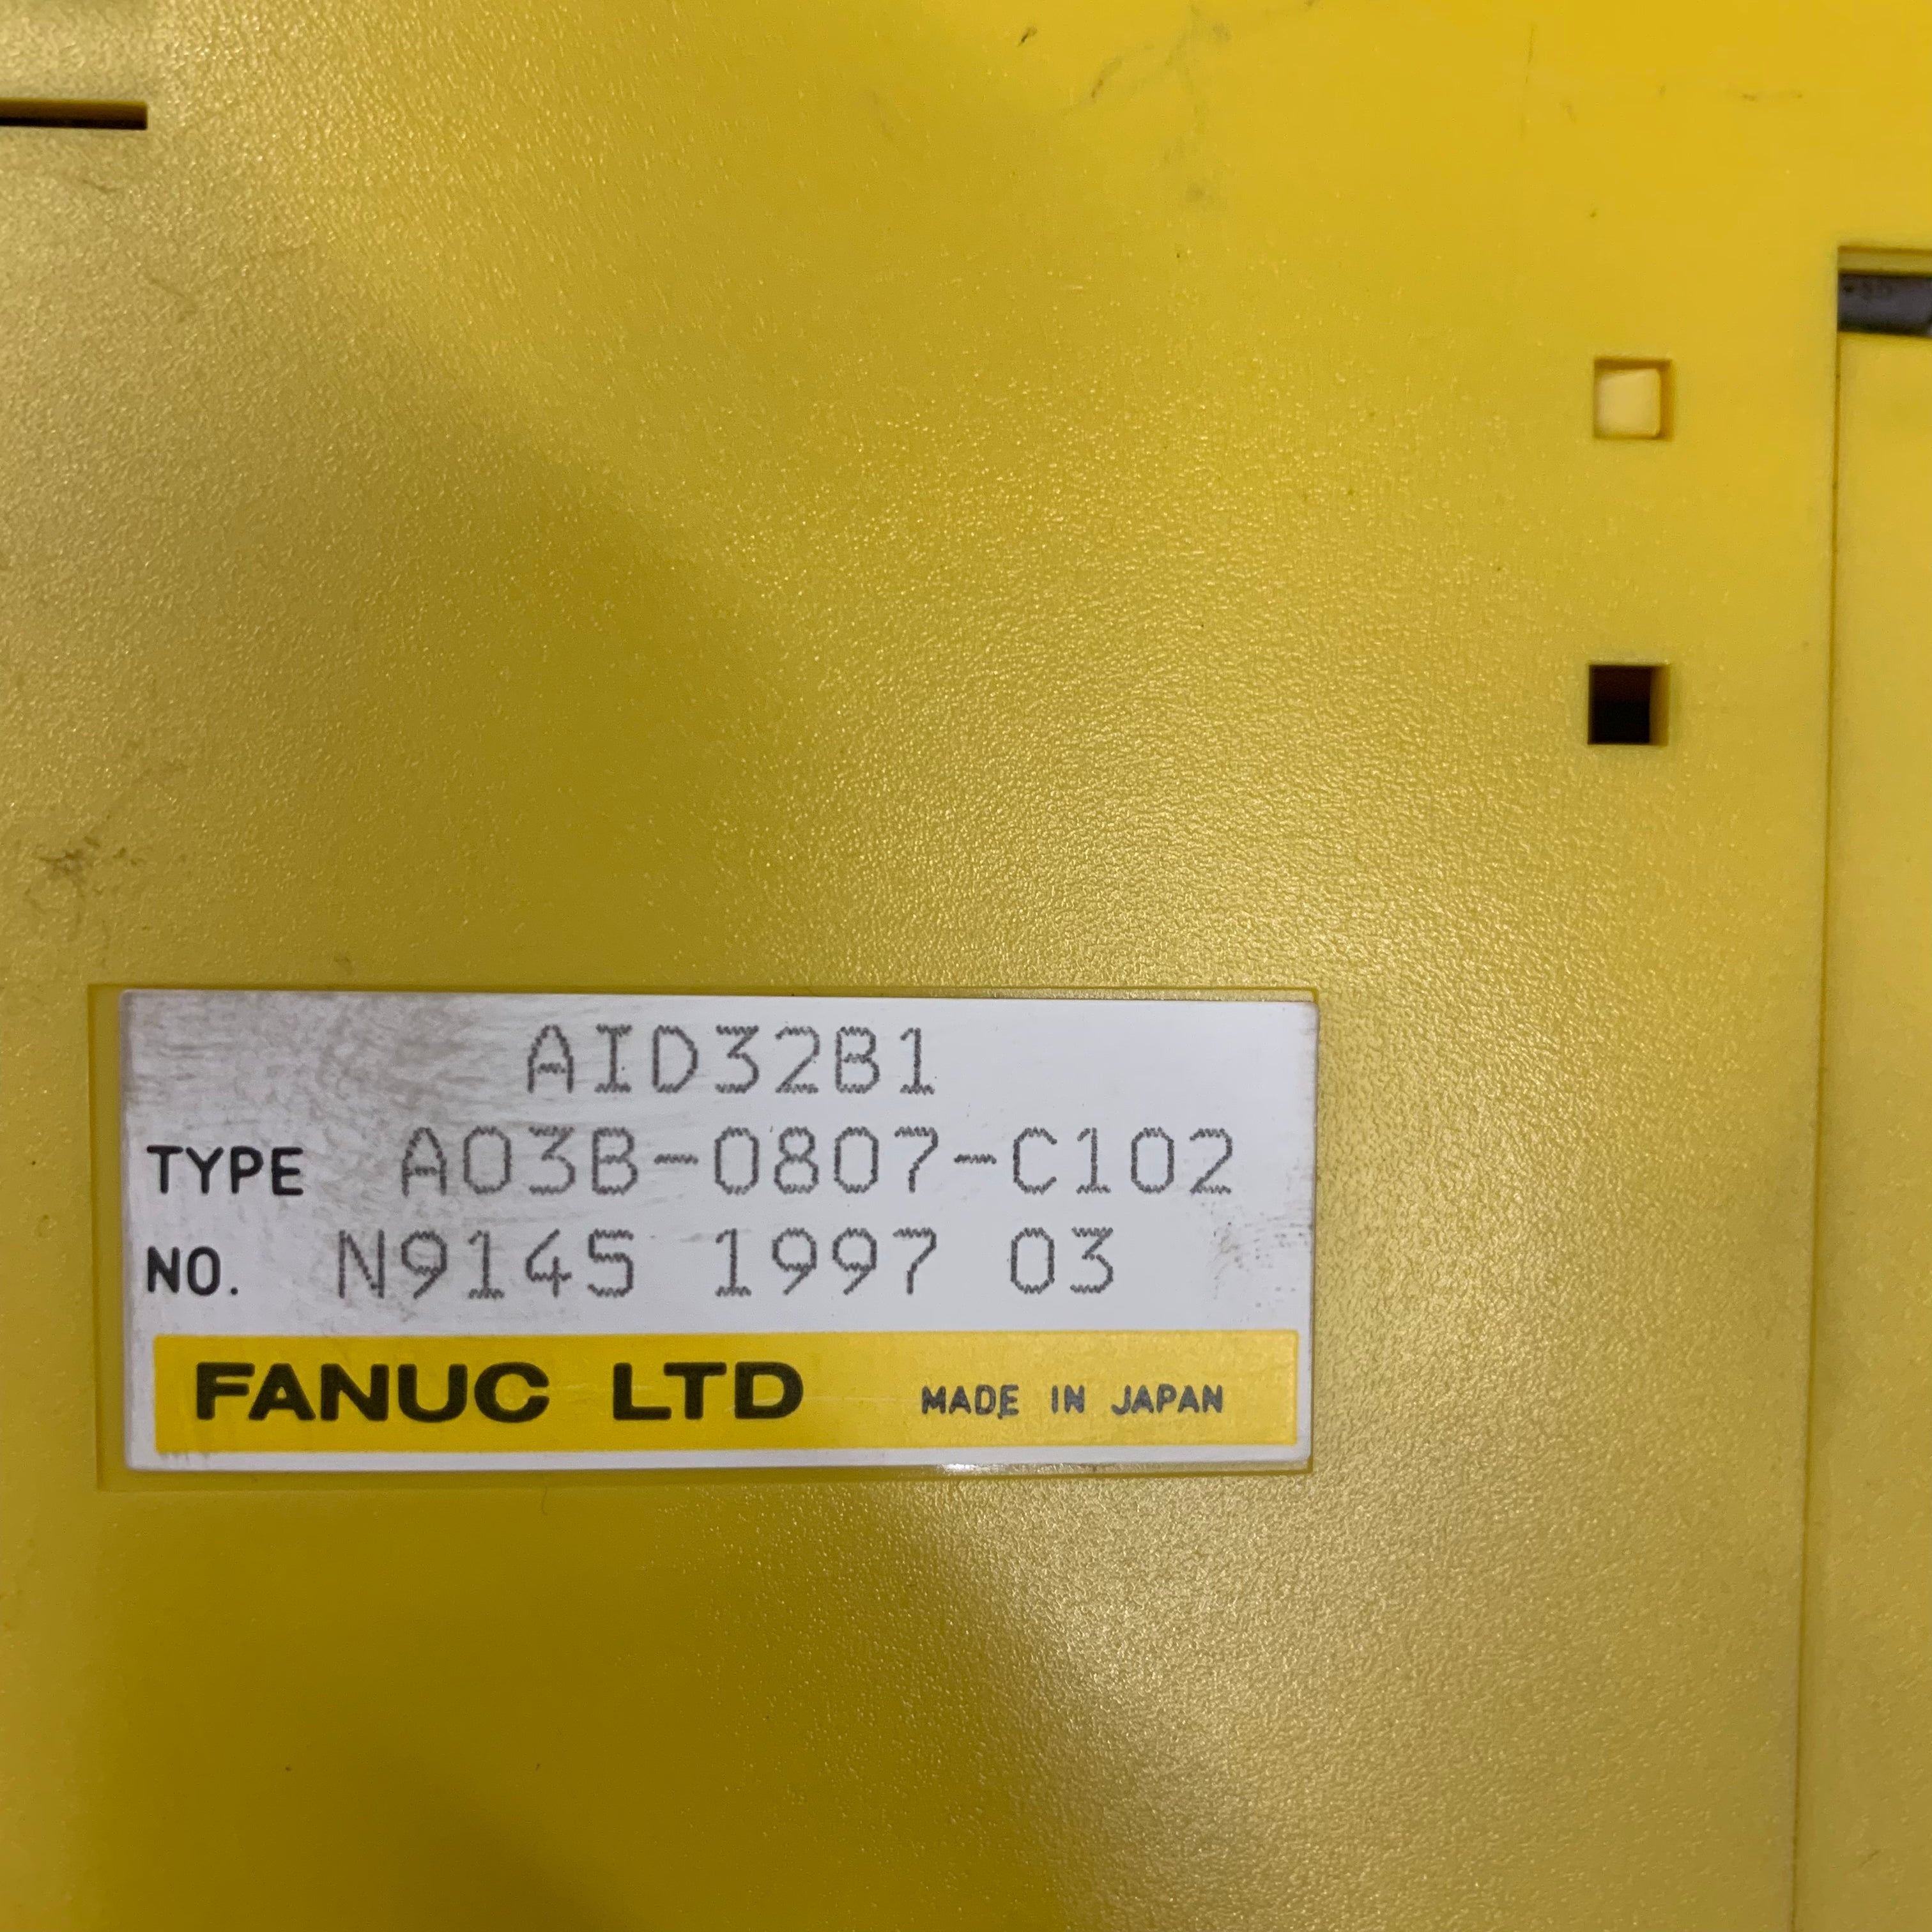 AID32B1
TYPE A03B-0807-C102
NO. N9145 1997 03
FANUC LTD MADE IN JAPAN